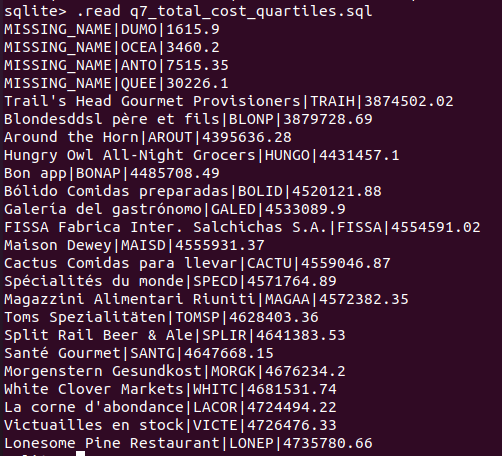 sqlite> .read q7_total_cost_quartiles.sql
MISSING_NAME|DUMO|1615.9
MISSING_NAME|OCEA|3460.2
MISSING_NAME|ANTO|7515.35
MISSING_NAME|QUEE|30226.1
Trail's Head Gourmet Provisioners|TRAIH|3874502.02
Blondesddsl père et fils|BLONP|3879728.69
Around the Horn|AROUT|4395636.28
Hungry Owl All-Night Grocers|HUNGO|4431457.1
Bon app|BONAP|4485708.49
Bólido Comidas preparadas|BOLID|4520121.88
Galería del gastrónomo|GALED|4533089.9
FISSA Fabrica Inter. Salchichas S.A.|FISSA|4554591.02
Maison Dewey|MAISD|4555931.37
Cactus Comidas para llevar|CACTU|4559046.87
Spécialités du monde|SPECD|4571764.89
Magazzini Alimentari Riuniti|MAGAA|4572382.35
Toms Spezialitäten|TOMSP|4628403.36
Split Rail Beer & Ale|SPLIR|4641383.53
Santé Gourmet|SANTG|4647668.15
Morgenstern Gesundkost|MORGK|4676234.2
White Clover Markets|WHITC|4681531.74
La corne d'abondance|LACOR|4724494.22
Victuailles en stock|VICTE|4726476.33
Lonesome Pine Restaurant|LONEP|4735780.66